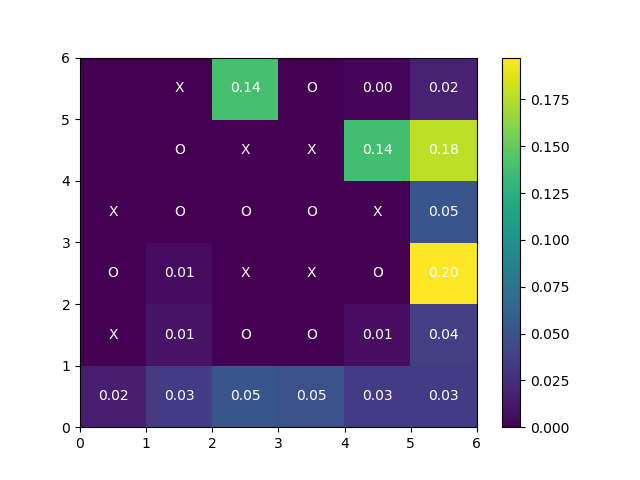 6
X 0.14 O 0.00 0.02
0.175
5
O X X 0.14 0.18
0.150
4
0.125
X O O O X 0.05
3
0.100
O 0.01 X X O 0.20
0.075
2
X 0.01 O O 0.01 0.04
0.050
1
0.02 0.03 0.05 0.05 0.03 0.03
0.025
0
0.000
0 1 2 3 4 5 6